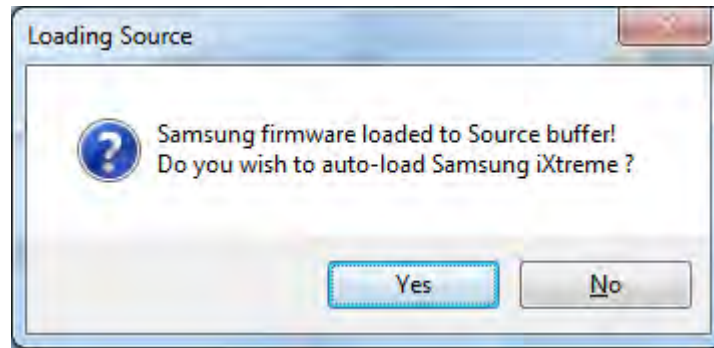 Loading Source
Samsung firmware loaded to Source buffer!
Do you wish to auto-load Samsung iXtreme ?
Yes
No